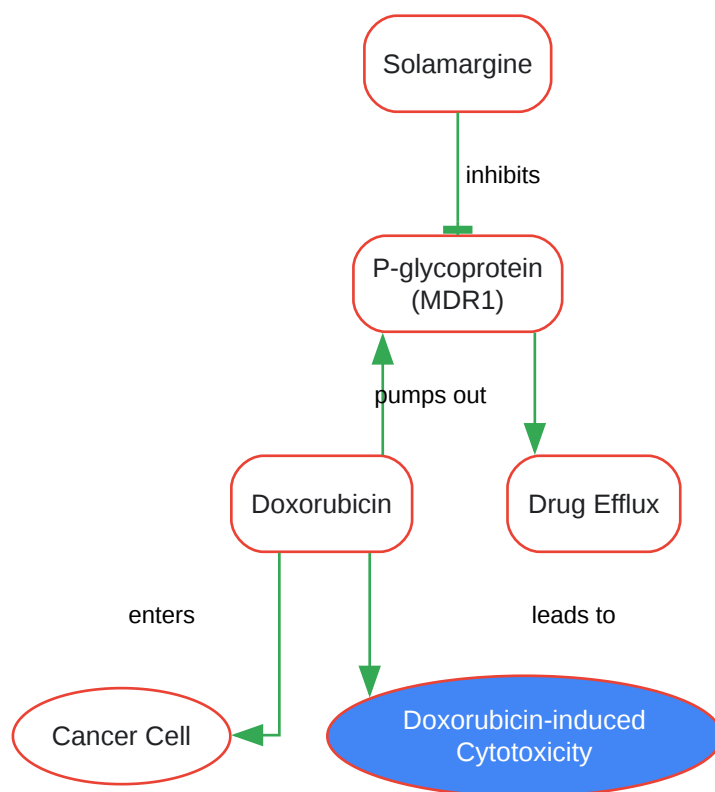 Solamargine
inhibits
P-glycoprotein
(MDR1)
pumps out
Doxorubicin
Drug Efflux
enters
leads to
Cancer Cell
Doxorubicin-induced
Cytotoxicity